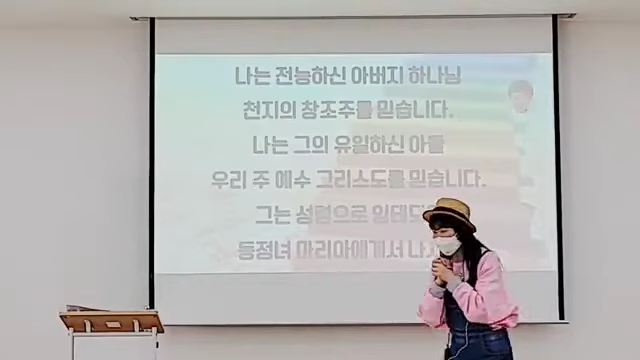 나는 전능하신 아버지 하나님
천지의 창조주를 믿습니다.
나는 그의 유일하신 아들
우리 주 예수 그리스도를 믿습니다.
그는 성령으로
동정녀 마리아에게서